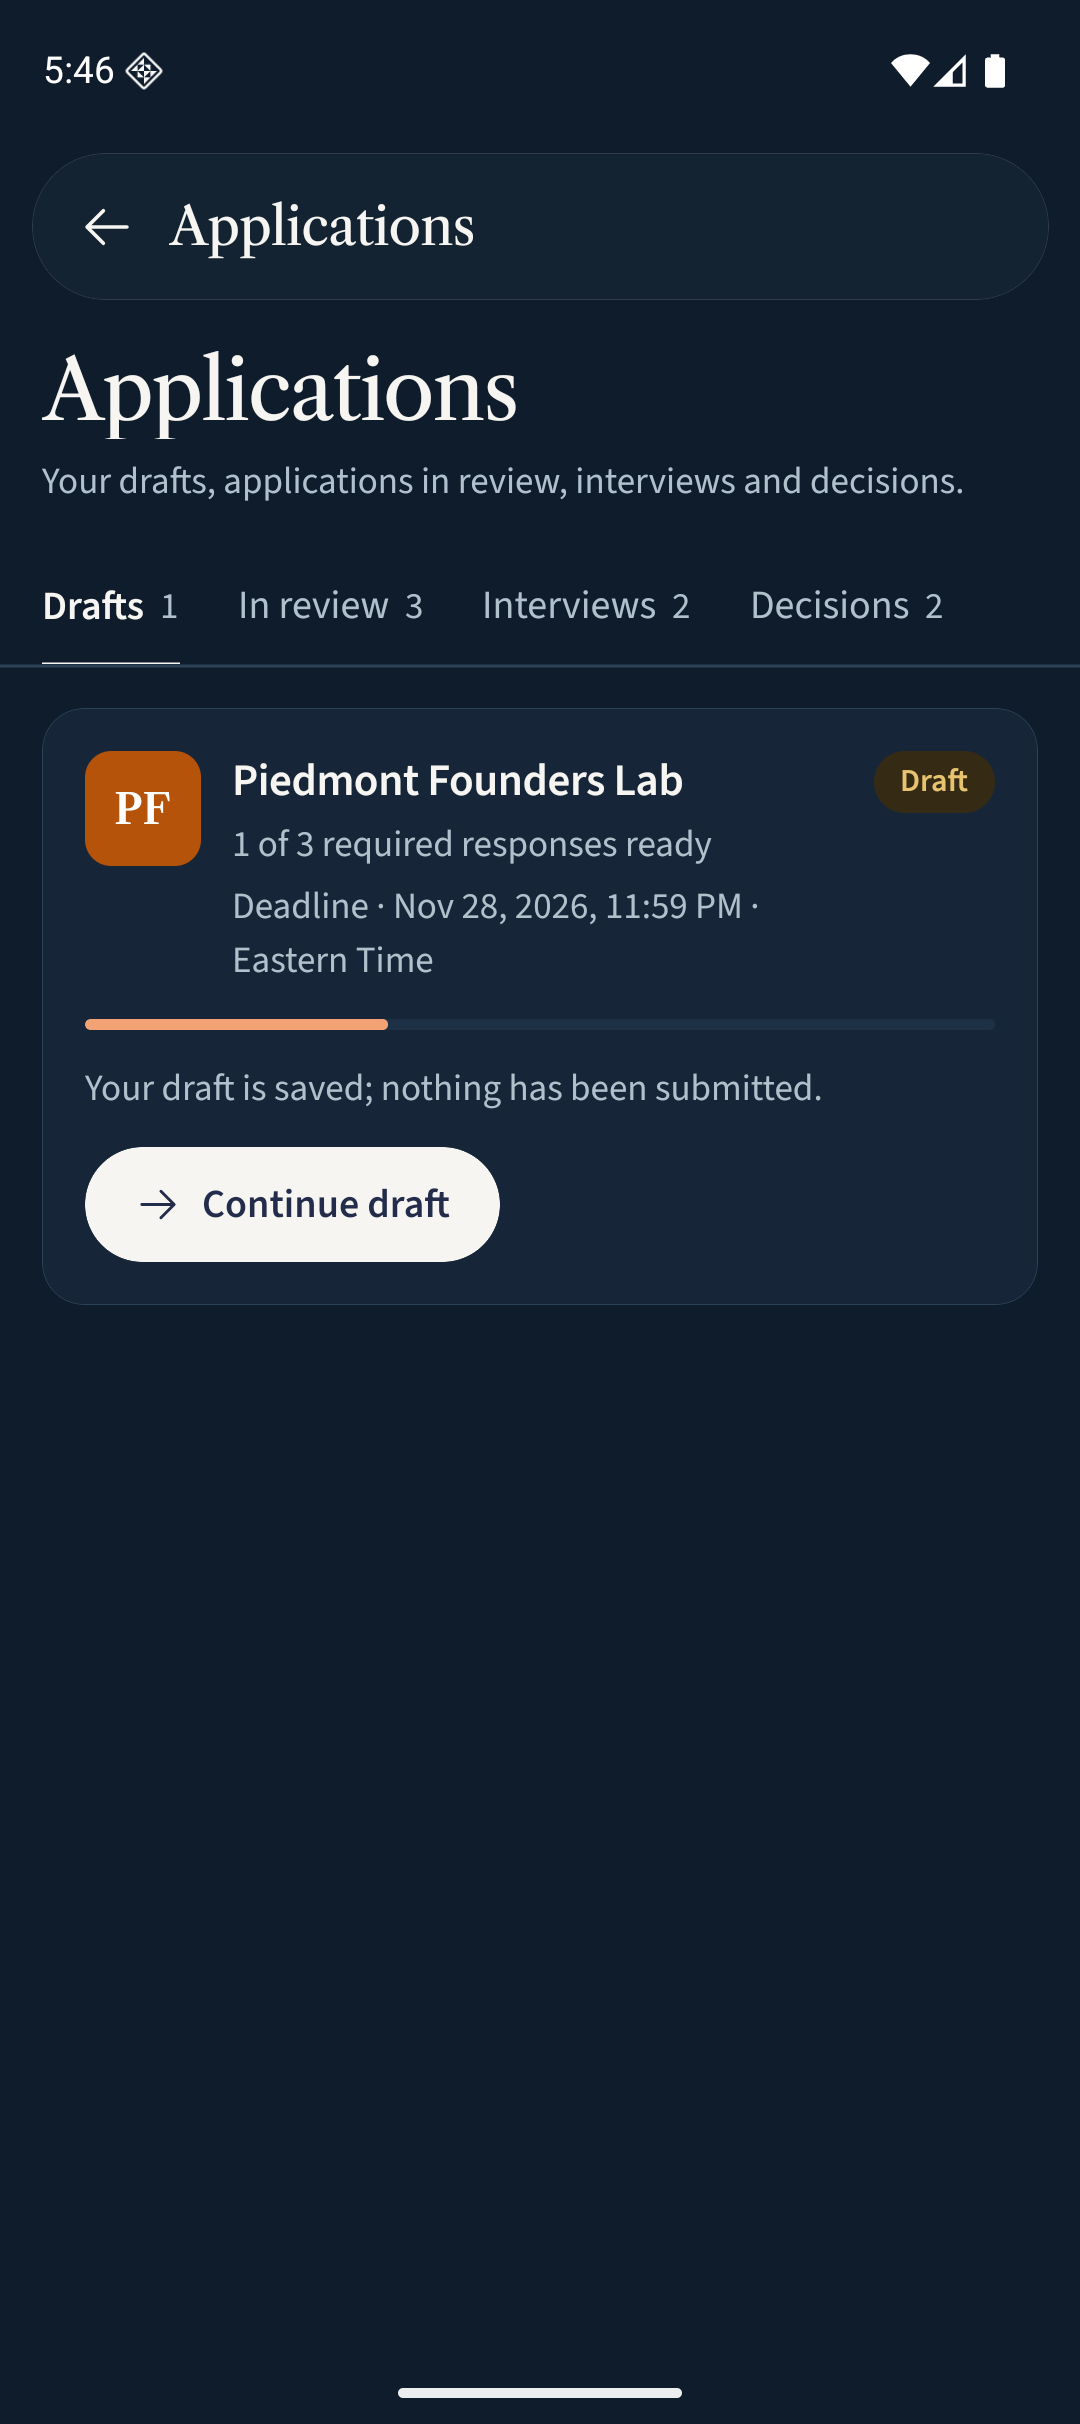 5:46
Applications
Applications
Your drafts, applications in review, interviews and decisions.
Drafts 1 In review 3 Interviews 2 Decisions 2
PF
Piedmont Founders Lab
Draft
1 of 3 required responses ready
Deadline · Nov 28, 2026, 11:59 PM ·
Eastern Time
Your draft is saved; nothing has been submitted.
Continue draft